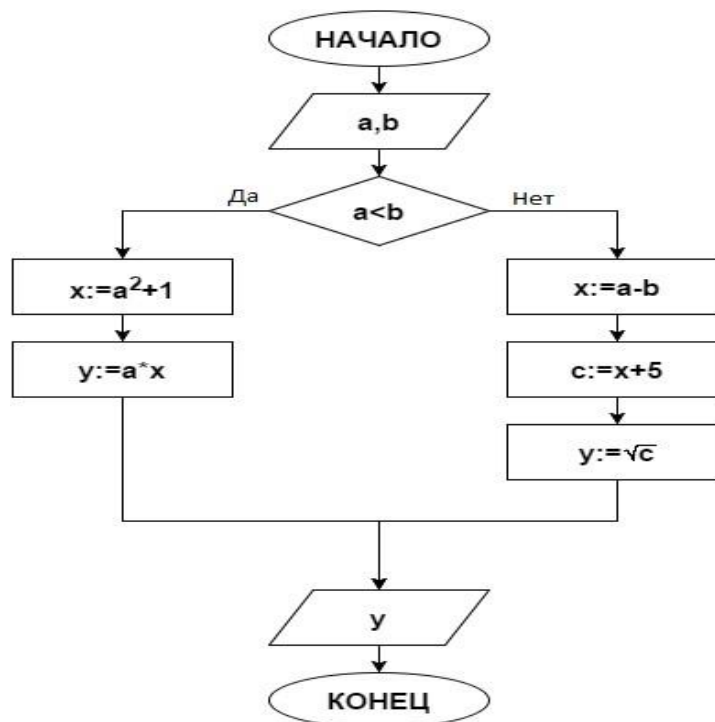 НАЧАЛО
a,b
Да
a<b
Нет
x:=a²+1
y:=a*x
x:=a-b
c:=x+5
y:=√c
y
КОНЕЦ